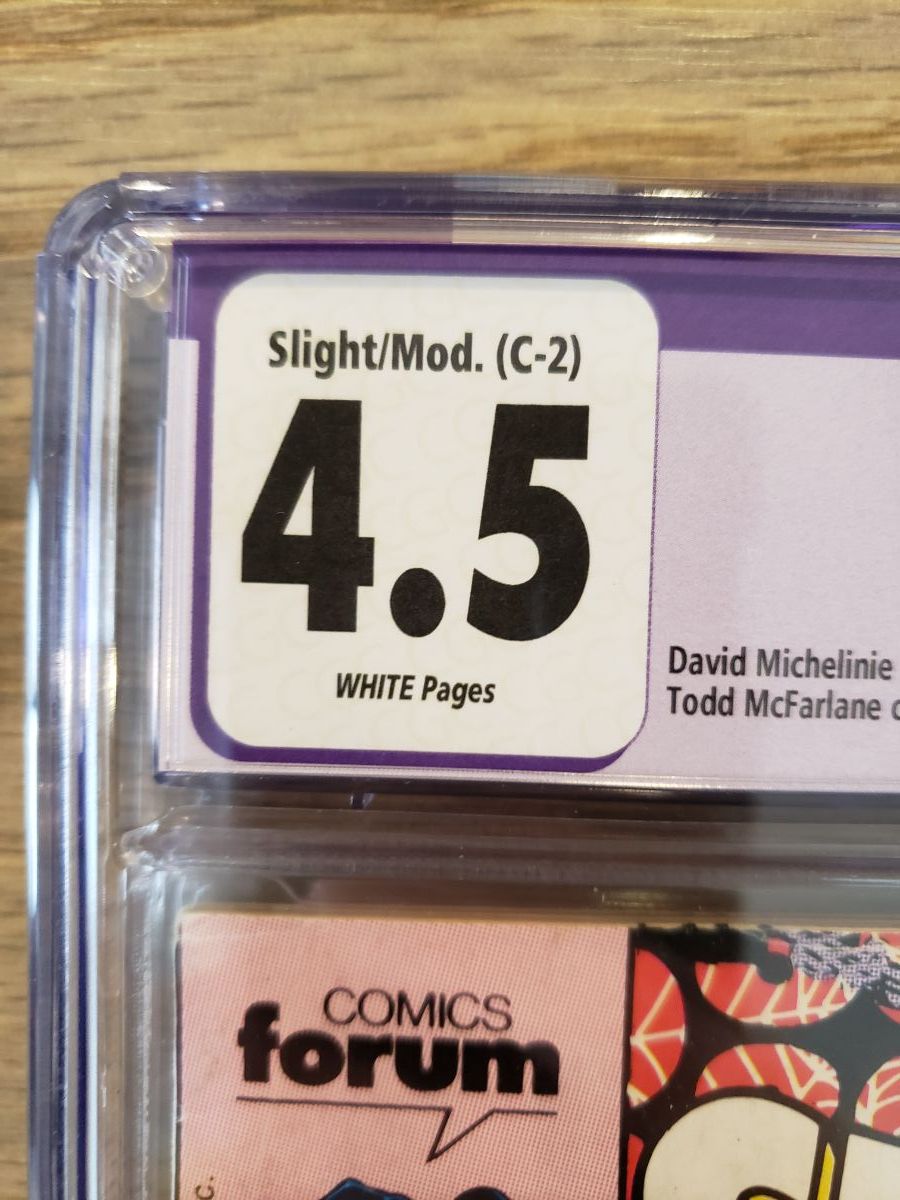 Slight/Mod. (C-2)
4.5
WHITE Pages
David Michelinie
Todd McFarlane c
COMICS
forum
c.